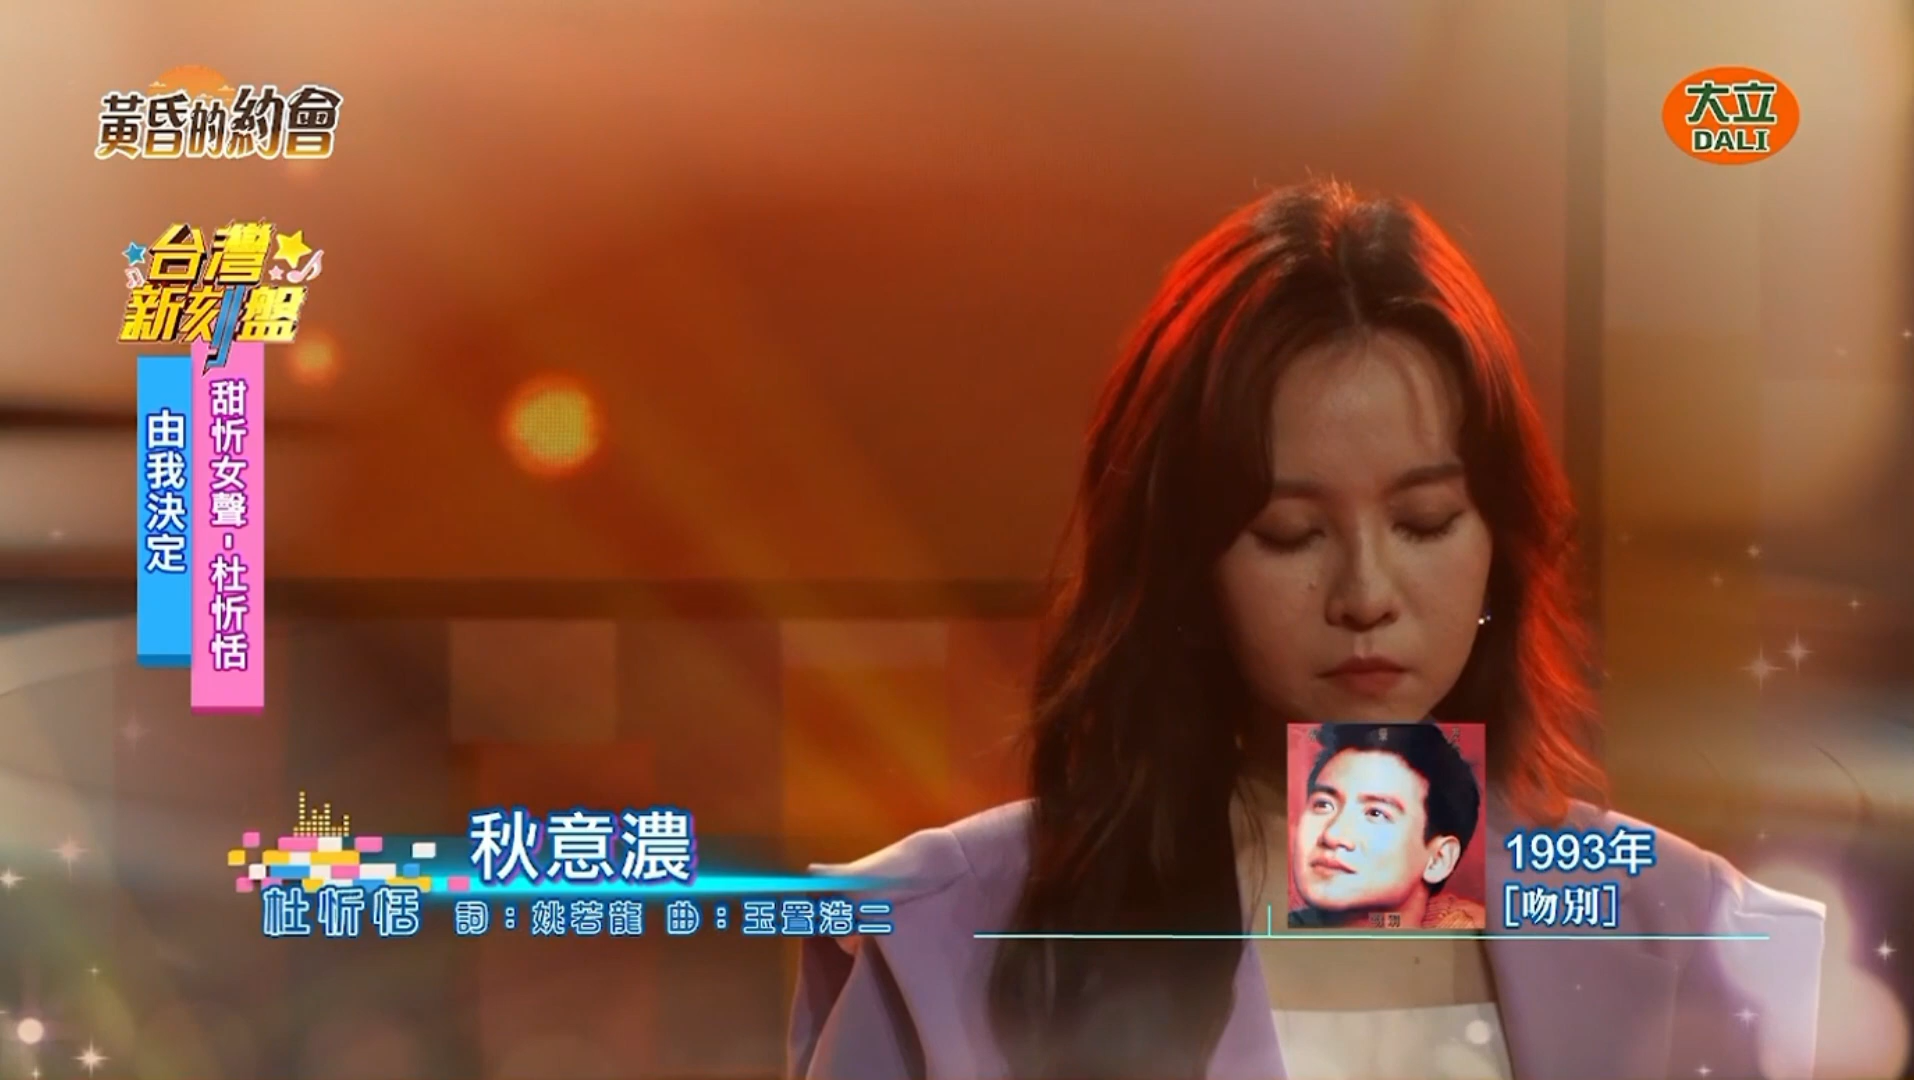 黃昏的約會
大立
DALI
台灣
新刻盤
甜忻女聲-杜忻恬
由我決定
秋意濃
杜忻恬
詞:姚若龍 曲:玉置浩二
1993年
[吻別]
吻別